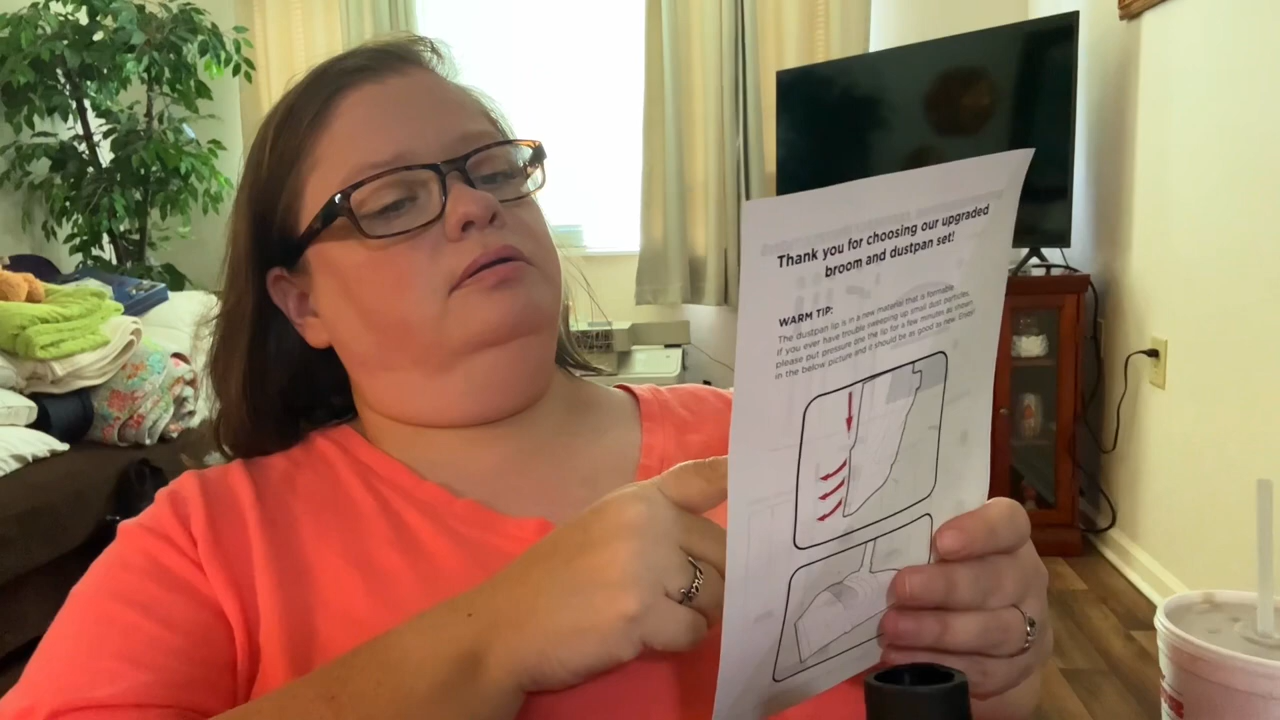 Thank you for choosing our upgraded
broom and dustpan set!
WARM TIP:
The dustpan lip is in a new material that is formable.
If you ever have trouble sweeping up small dust particles,
please put pressure one the lip for a few minutes as shown
in the below picture and it should be as good as new. Enjoy!